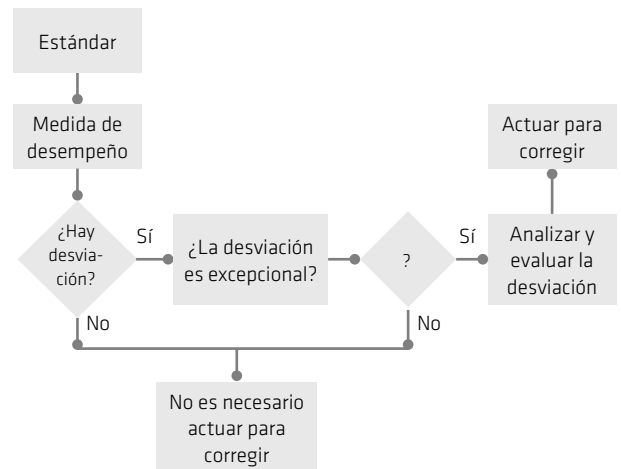 Estándar
Medida de
desempeño
¿Hay
desvia-
ción?
Sí
¿La desviación
es excepcional?
?
Sí
Analizar y
evaluar la
desviación
Actuar para
corregir
No
No
No es necesario
actuar para
corregir